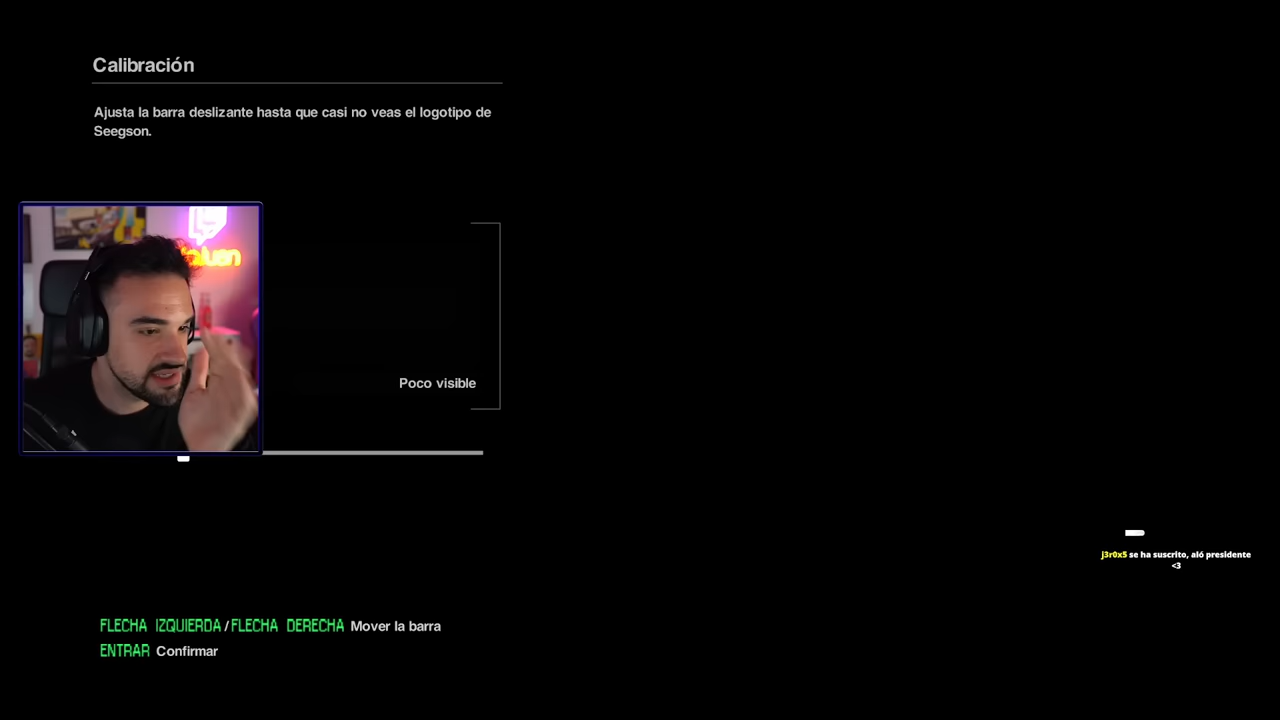 Calibración
Ajusta la barra deslizante hasta que casi no veas el logotipo de
Seegson.
Poco visible
j3r0x5 se ha suscrito, aló presidente
<3
FLECHA IZQUIERDA/FLECHA DERECHA Mover la barra
ENTRAR Confirmar